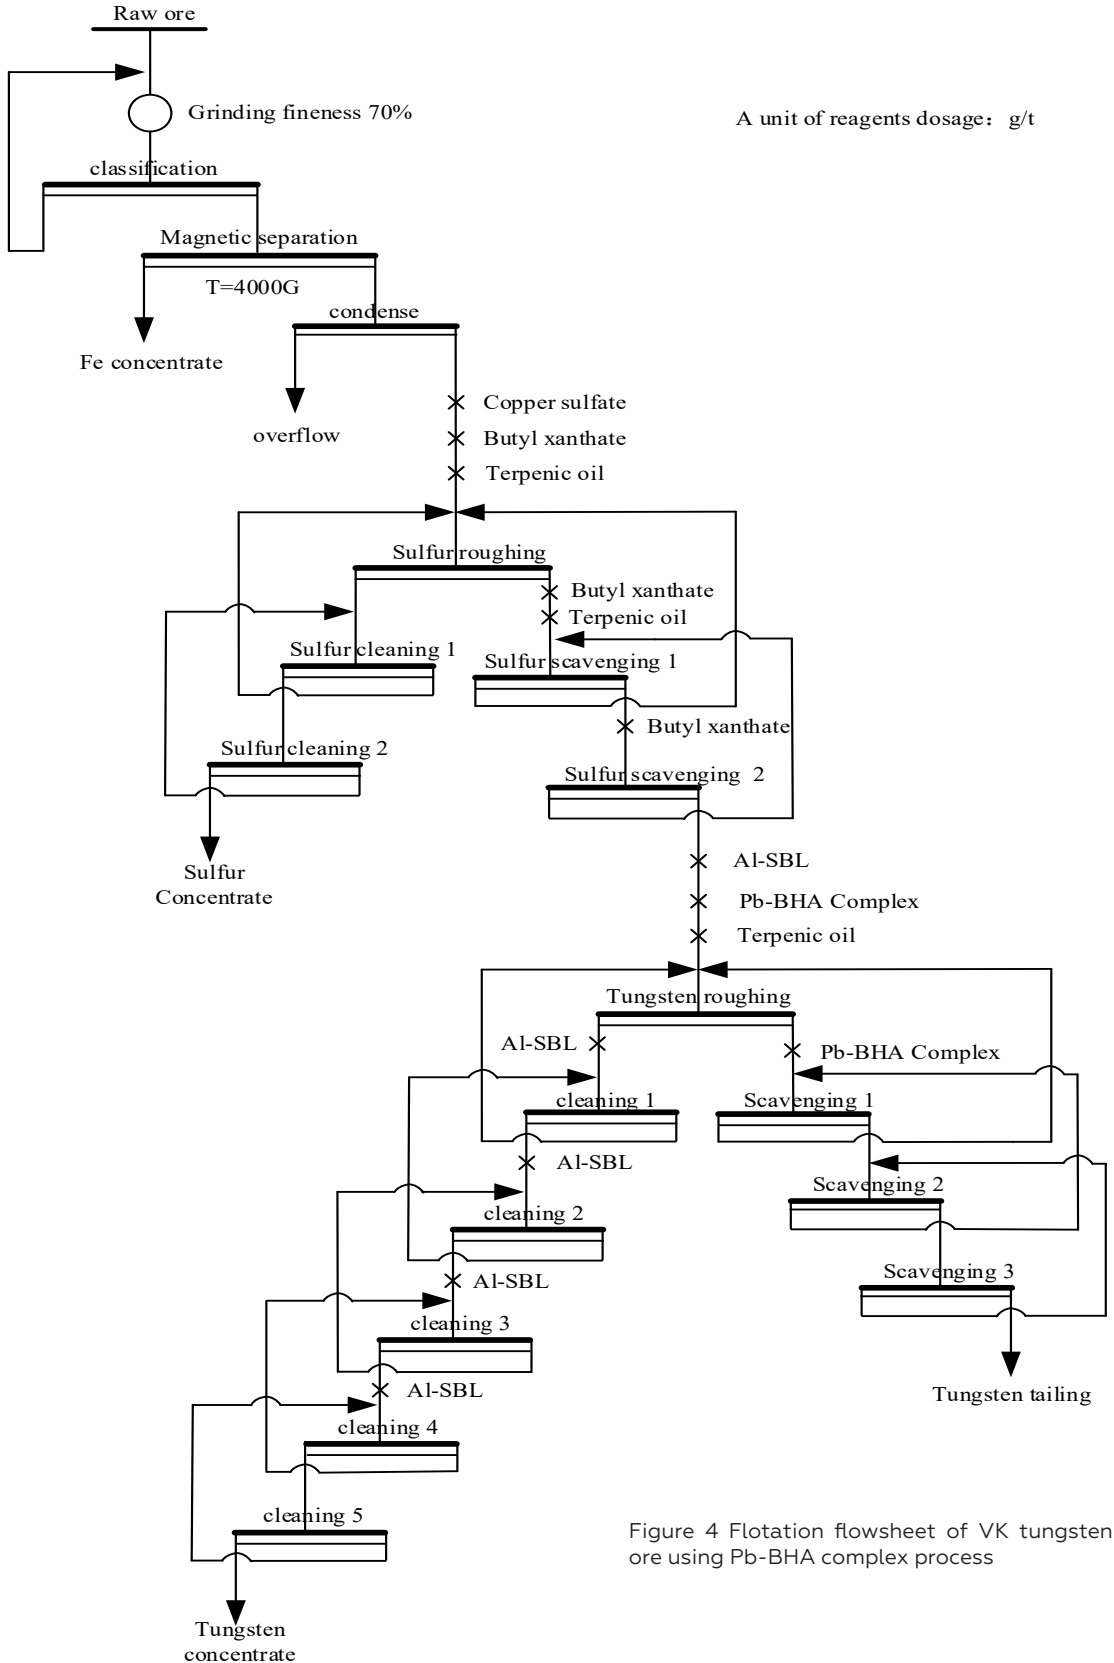 Raw ore
Grinding fineness 70%
A unit of reagents dosage: g/t
classification
Magnetic separation
T=4000G
condense
Fe concentrate
Copper sulfate
overflow
Butyl xanthate
Terpenic oil
Sulfur roughing
Butyl xanthate
Terpenic oil
Sulfur cleaning 1
Sulfur scavenging 1
Butyl xanthate
Sulfur cleaning 2
Sulfur scavenging 2
Al-SBL
Sulfur
Concentrate
Pb-BHA Complex
Terpenic oil
Tungsten roughing
Al-SBL
Pb-BHA Complex
cleaning 1
Scavenging 1
Al-SBL
Scavenging 2
cleaning 2
Scavenging 3
Al-SBL
cleaning 3
Al-SBL
Tungsten tailing
cleaning 4
cleaning 5
Figure 4 Flotation flowsheet of VK tungsten
ore using Pb-BHA complex process
Tungsten
concentrate